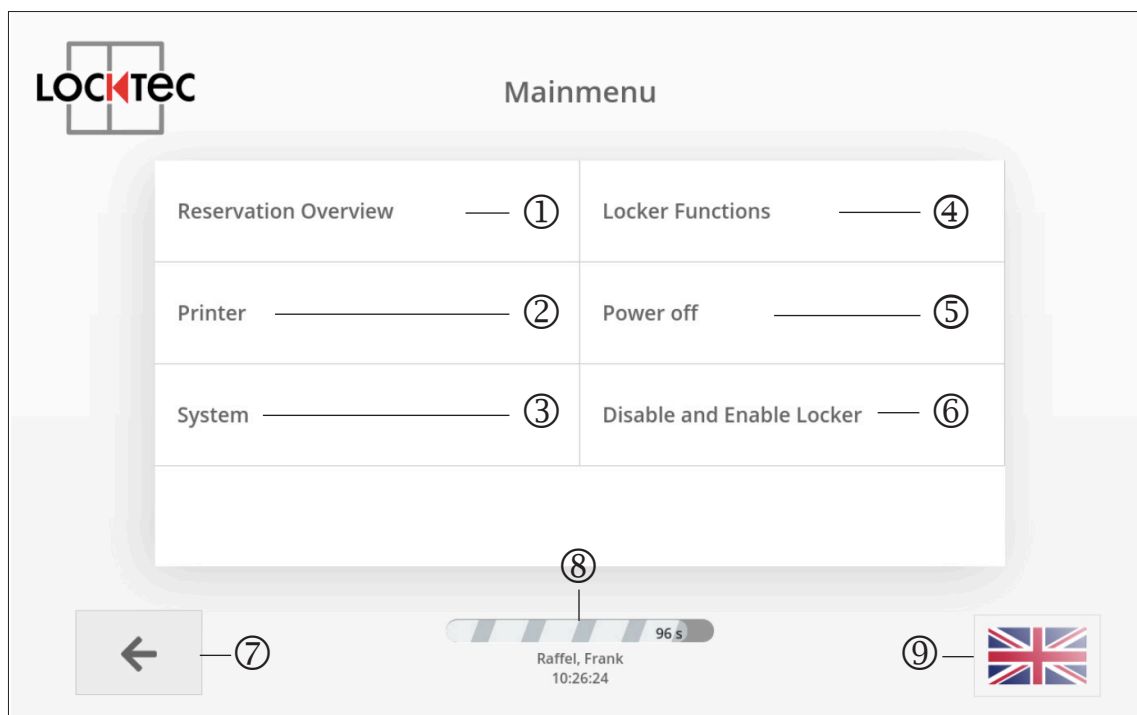 LOCKTEC
Mainmenu
Reservation Overview ①
Locker Functions ④
Printer ②
Power off ⑤
System ③
Disable and Enable Locker ⑥
⑧
96 s
⑦
Raffel, Frank
⑨
10:26:24